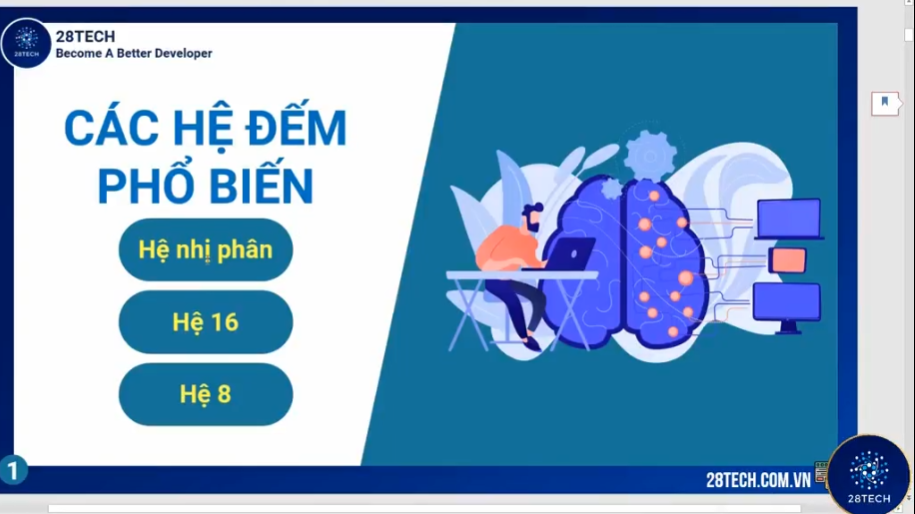 28TECH
Become A Better Developer
28TECH
CÁC HỆ ĐẾM
PHỔ BIẾN
Hệ nhị phân
Hệ 16
Hệ 8
1
28TECH.COM.VN
28TECH